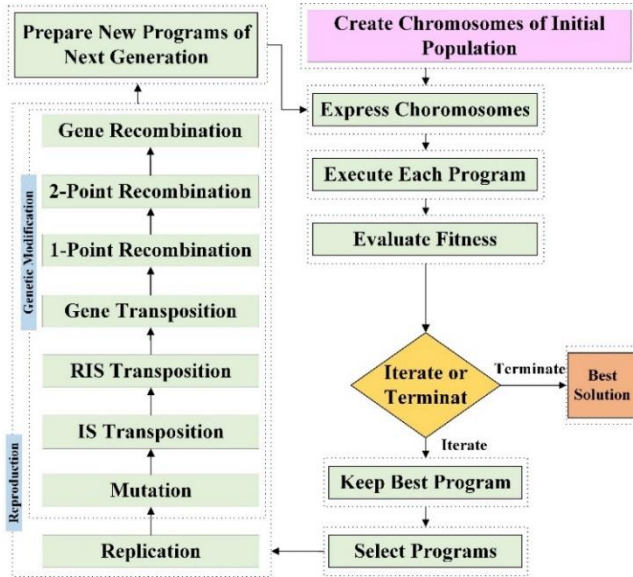 Prepare New Programs of
Next Generation
Create Chromosomes of Initial
Population
Express Choromosomes
Execute Each Program
Evaluate Fitness
Iterate or
Terminat
Terminate
Best
Solution
Iterate
Keep Best Program
Select Programs
Gene Recombination
2-Point Recombination
1-Point Recombination
Gene Transposition
RIS Transposition
IS Transposition
Mutation
Replication
Genetic Modification
Reproduction